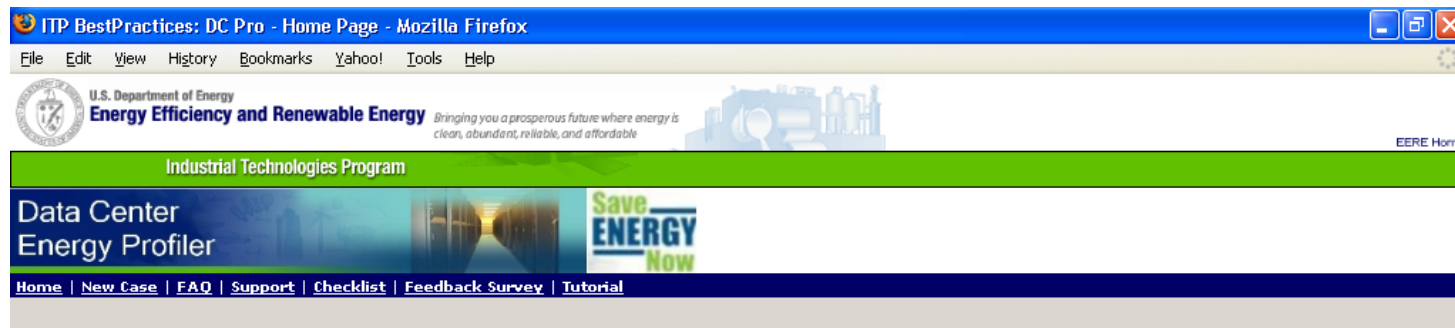 ITP BestPractices: DC Pro - Home Page - Mozilla Firefox
File Edit View History Bookmarks Yahoo! Tools Help
U.S. Department of Energy
Energy Efficiency and Renewable Energy
Bringing you a prosperous future where energy is
clean, abundant, reliable, and affordable
EERE Hom
Industrial Technologies Program
Data Center
Energy Profiler
Save
ENERGY
Now
Home | New Case | FAQ | Support | Checklist | Feedback Survey | Tutorial